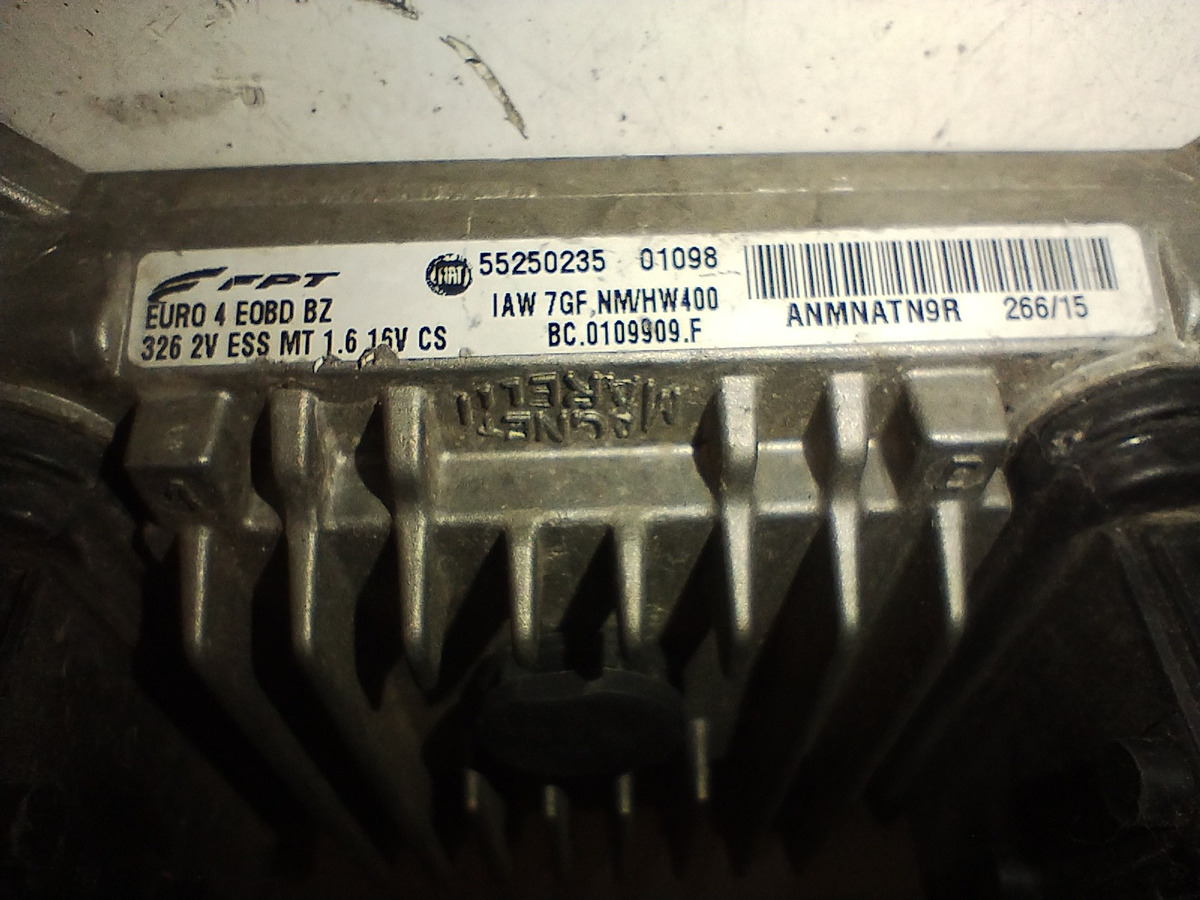 FPT
EURO 4 EOBD BZ
326 2V ESS MT 1.6 16V CS
FIAT
55250235 01098
IAW 7GF.NM/HW400
BC.0109909.F
ANMNATN9R 266/15
MAGNETI
MARELLI